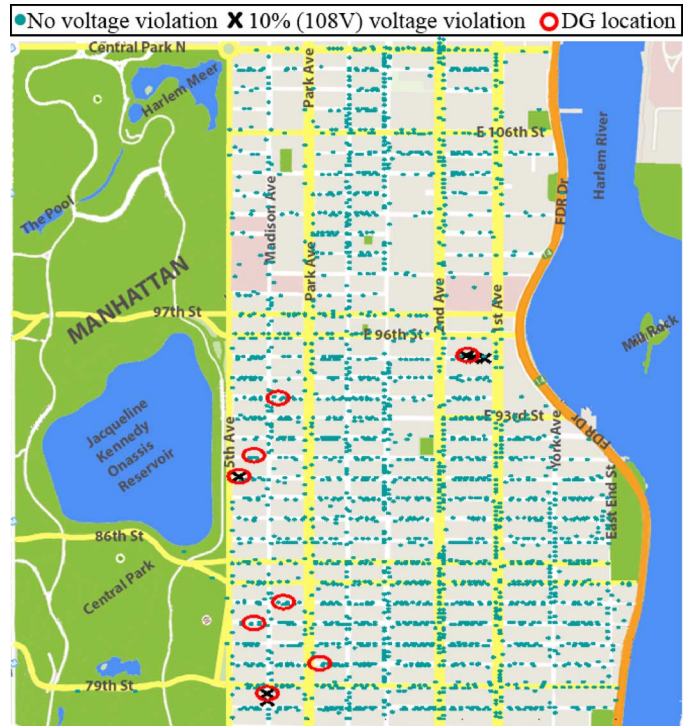 No voltage violation 10% (108V) voltage violation DG location
Central Park N
Harlem Meer
Park Ave
E 106th St
Harlem River
The Pool
Madison Ave
FDR Dr
MANHATTAN
Park Ave
2nd Ave
1st Ave
97th St
E 96th St
Mill Rock
Jacqueline
Kennedy
Onassis
Reservoir
5th Ave
E 93rd St
York Ave
FDR Dr
East End St
86th St
Central Park
79th St